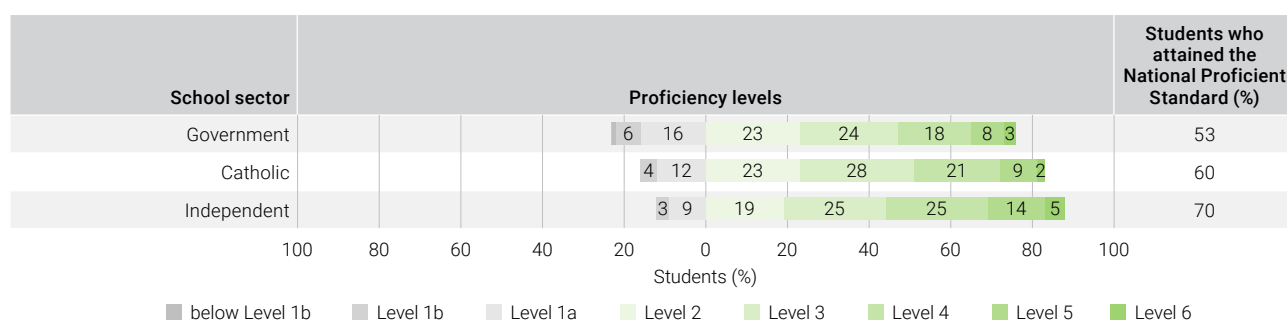 School sector
Proficiency levels
Students who
attained the
National Proficient
Standard (%)
Government 6 16 23 24 18 8 3 53
Catholic 4 12 23 28 21 9 2 60
Independent 3 9 19 25 25 14 5 70
100 80 60 40 20 0 20 40 60 80 100
Students (%)
below Level 1b Level 1b Level 1a Level 2 Level 3 Level 4 Level 5 Level 6